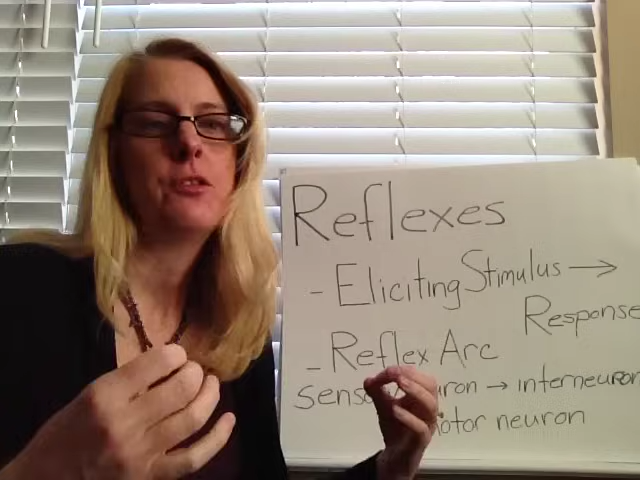 Reflexes
- Eliciting Stimulus →
Response
- Reflex Arc
→ interneuron
neuron